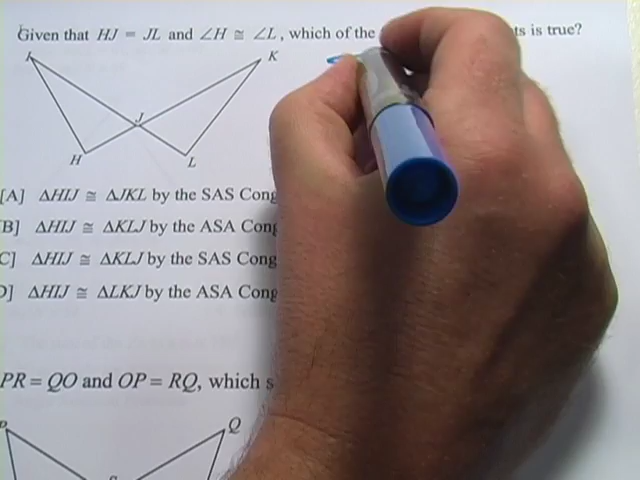 Given that HJ = JL and ∠H ≅ ∠L, which of the ts is true?
I
K
J
H
L
[A] ΔHIJ ≅ ΔJKL by the SAS Cong
B] ΔHIJ ≅ ΔKLJ by the ASA Cong
C] ΔHIJ ≅ ΔKLJ by the SAS Cong
D] ΔHIJ ≅ ΔLKJ by the ASA Cong
PR = QO and OP = RQ, which s
P
Q